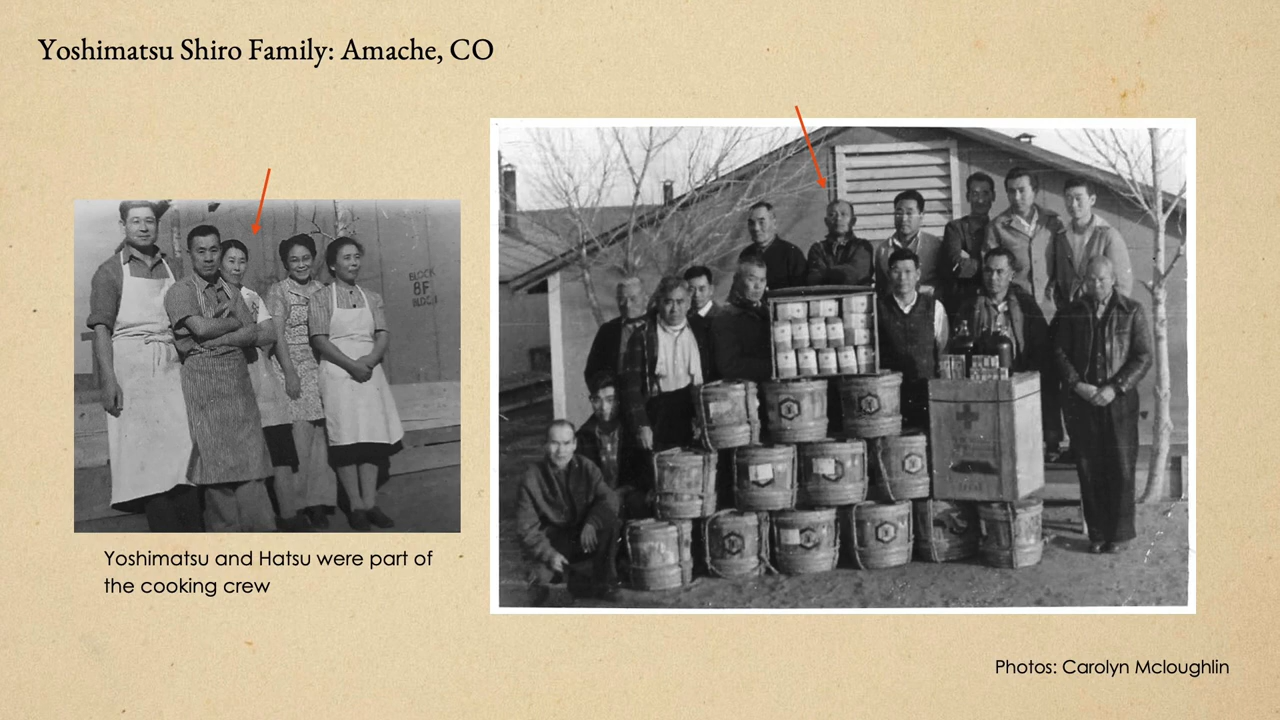 Yoshimatsu Shiro Family: Amache, CO
BLOCK
8F
BLDG
Yoshimatsu and Hatsu were part of
the cooking crew
Photos: Carolyn Mcloughlin